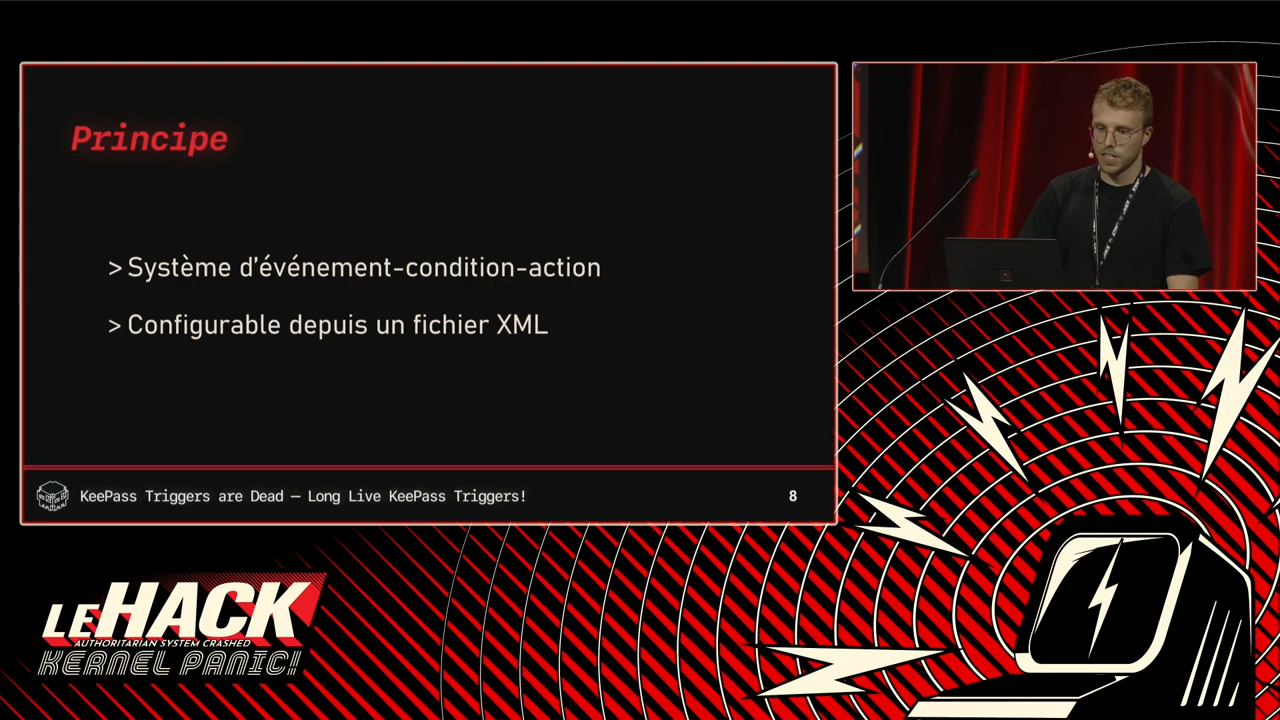 Principe
> Système d'événement-condition-action
> Configurable depuis un fichier XML
KeePass Triggers are Dead — Long Live KeePass Triggers!
8
LEHACK
AUTHORITARIAN SYSTEM CRASHED
KERNEL PANIC!